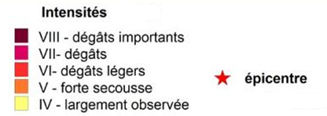 Intensités
VIII - dégâts importants
VII- dégâts
VI- dégâts légers
épicentre
V - forte secousse
IV - largement observée